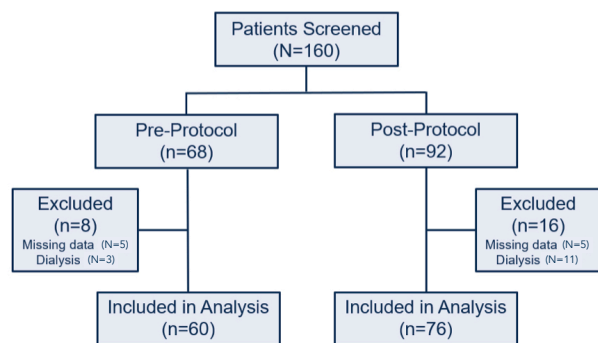 Patients Screened
(N=160)
Pre-Protocol
(n=68)
Post-Protocol
(n=92)
Excluded
(n=8)
Missing data (N=5)
Dialysis (N=3)
Excluded
(n=16)
Missing data (N=5)
Dialysis (N=11)
Included in Analysis
(n=60)
Included in Analysis
(n=76)